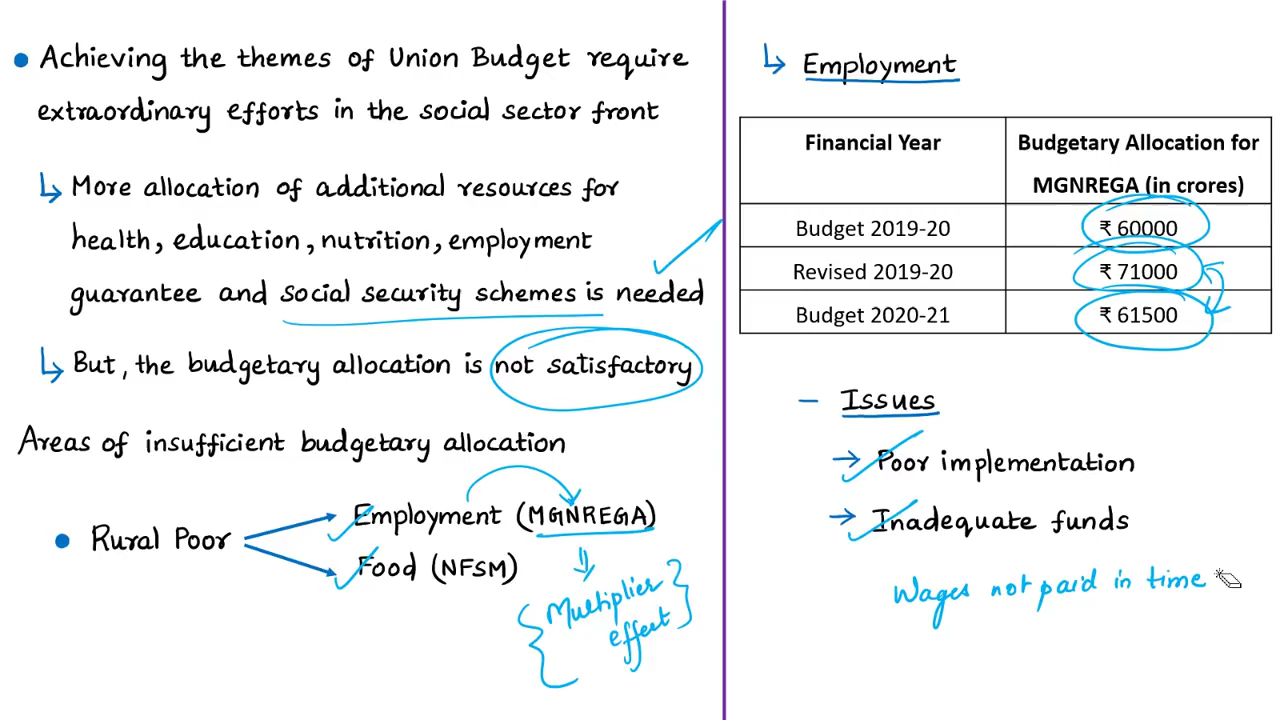 Achieving the themes of Union Budget require
extraordinary efforts in the social sector front
More allocation of additional resources for
health, education, nutrition, employment
guarantee and social security schemes is needed
But, the budgetary allocation is not satisfactory
Areas of insufficient budgetary allocation
Rural Poor
Employment (MGNREGA)
Food (NFSM)
Multiplier
effect
Employment
Financial Year
Budgetary Allocation for
MGNREGA (in crores)
Budget 2019-20
₹ 60000
Revised 2019-20
₹ 71000
Budget 2020-21
₹ 61500
Issues
Poor implementation
Inadequate funds
Wages not paid in time